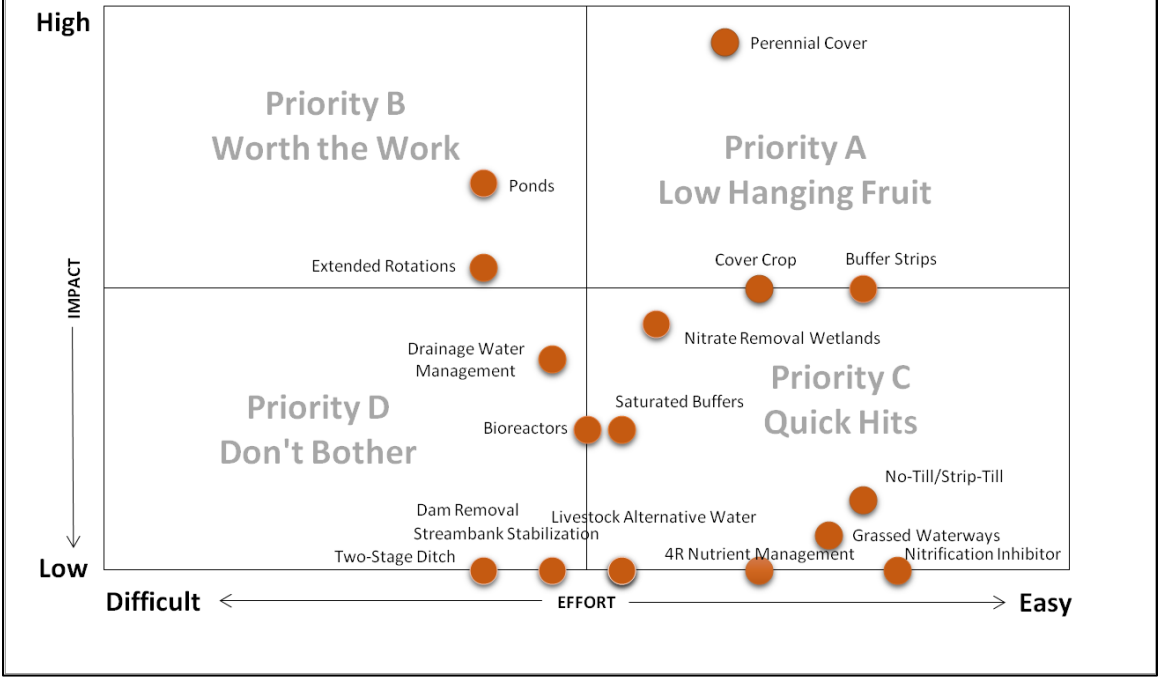 High
Perennial Cover
Priority B
Worth the Work
Priority A
Low Hanging Fruit
Ponds
Extended Rotations
Cover Crop
Buffer Strips
IMPACT
Nitrate Removal Wetlands
Drainage Water
Management
Priority C
Quick Hits
Priority D
Don't Bother
Saturated Buffers
Bioreactors
No-Till/Strip-Till
Dam Removal
Livestock Alternative Water
Streambank Stabilization
Grassed Waterways
Two-Stage Ditch
4R Nutrient Management
Nitrification Inhibitor
Low
Difficult
EFFORT
Easy